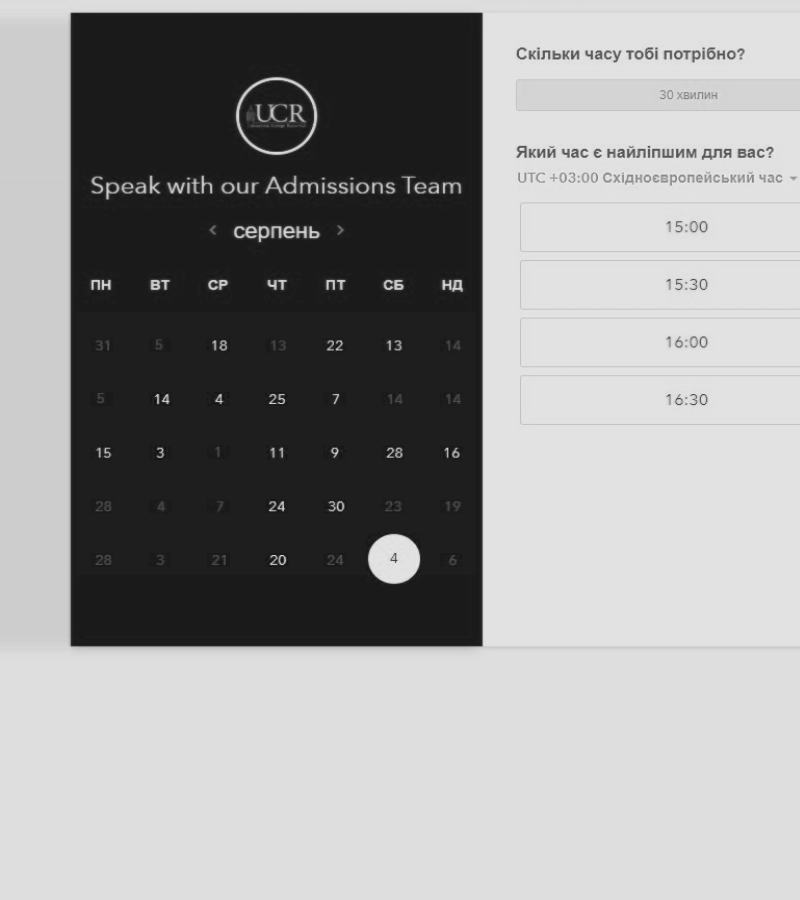 UCR
Speak with our Admissions Team
серпень
ПН ВТ СР ЧТ ПТ СБ НД
31 5 18 13 22 13 14
5 14 4 25 7 14 14
15 3 1 11 9 28 16
28 4 7 24 30 23 19
28 3 21 20 24 4 6
Скільки часу тобі потрібно?
30 хвилин
Який час є найліпшим для вас?
UTC +03:00 Східноєвропейський час
15:00
15:30
16:00
16:30